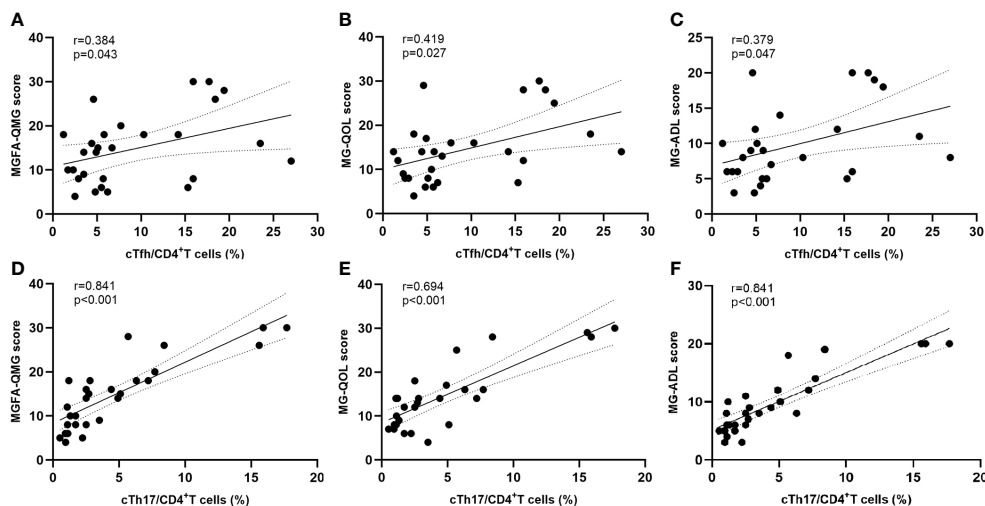 A
r=0.384
p=0.043
MGFA-QMG score
40
30
20
10
0
0 5 10 15 20 25 30
cTfh/CD4⁺T cells (%)
B
r=0.419
p=0.027
MG-QOL score
40
30
20
10
0
0 5 10 15 20 25 30
cTfh/CD4⁺T cells (%)
C
r=0.379
p=0.047
MG-ADL score
25
20
15
10
5
0
0 5 10 15 20 25 30
cTfh/CD4⁺T cells (%)
D
r=0.841
p<0.001
MGFA-QMG score
40
30
20
10
0
0 5 10 15 20
cTh17/CD4⁺T cells (%)
E
r=0.694
p<0.001
MG-QOL score
40
30
20
10
0
0 5 10 15 20
cTh17/CD4⁺T cells (%)
F
r=0.841
p<0.001
MG-ADL score
30
25
20
15
10
5
0
0 5 10 15 20
cTh17/CD4⁺T cells (%)